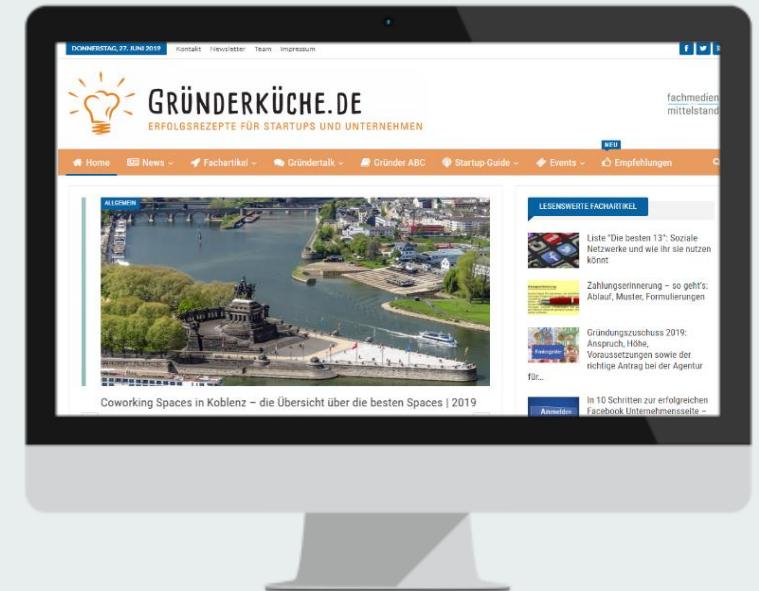 DONNERSTAG, 27. JUNI 2019 Kontakt Newsletter Team Impressum
GRÜNDERKÜCHE.DE
ERFOLGSREZEPTE FÜR STARTUPS UND UNTERNEHMEN
fachmedien
mittelstand
NEU
Home News Fachartikel Gründertalk Gründer ABC Startup-Guide Events Empfehlungen
ALLGEMEIN
Coworking Spaces in Koblenz – die Übersicht über die besten Spaces | 2019
LESENSWERTE FACHARTIKEL
Liste "Die besten 13": Soziale
Netzwerke und wie ihr sie nutzen
könnt
Zahlungserinnerung – so geht's:
Ablauf, Muster, Formulierungen
Gründungszuschuss 2019:
Anspruch, Höhe,
Voraussetzungen sowie der
richtige Antrag bei der Agentur
für...
In 10 Schritten zur erfolgreichen
Facebook Unternehmensseite –
Anmelden